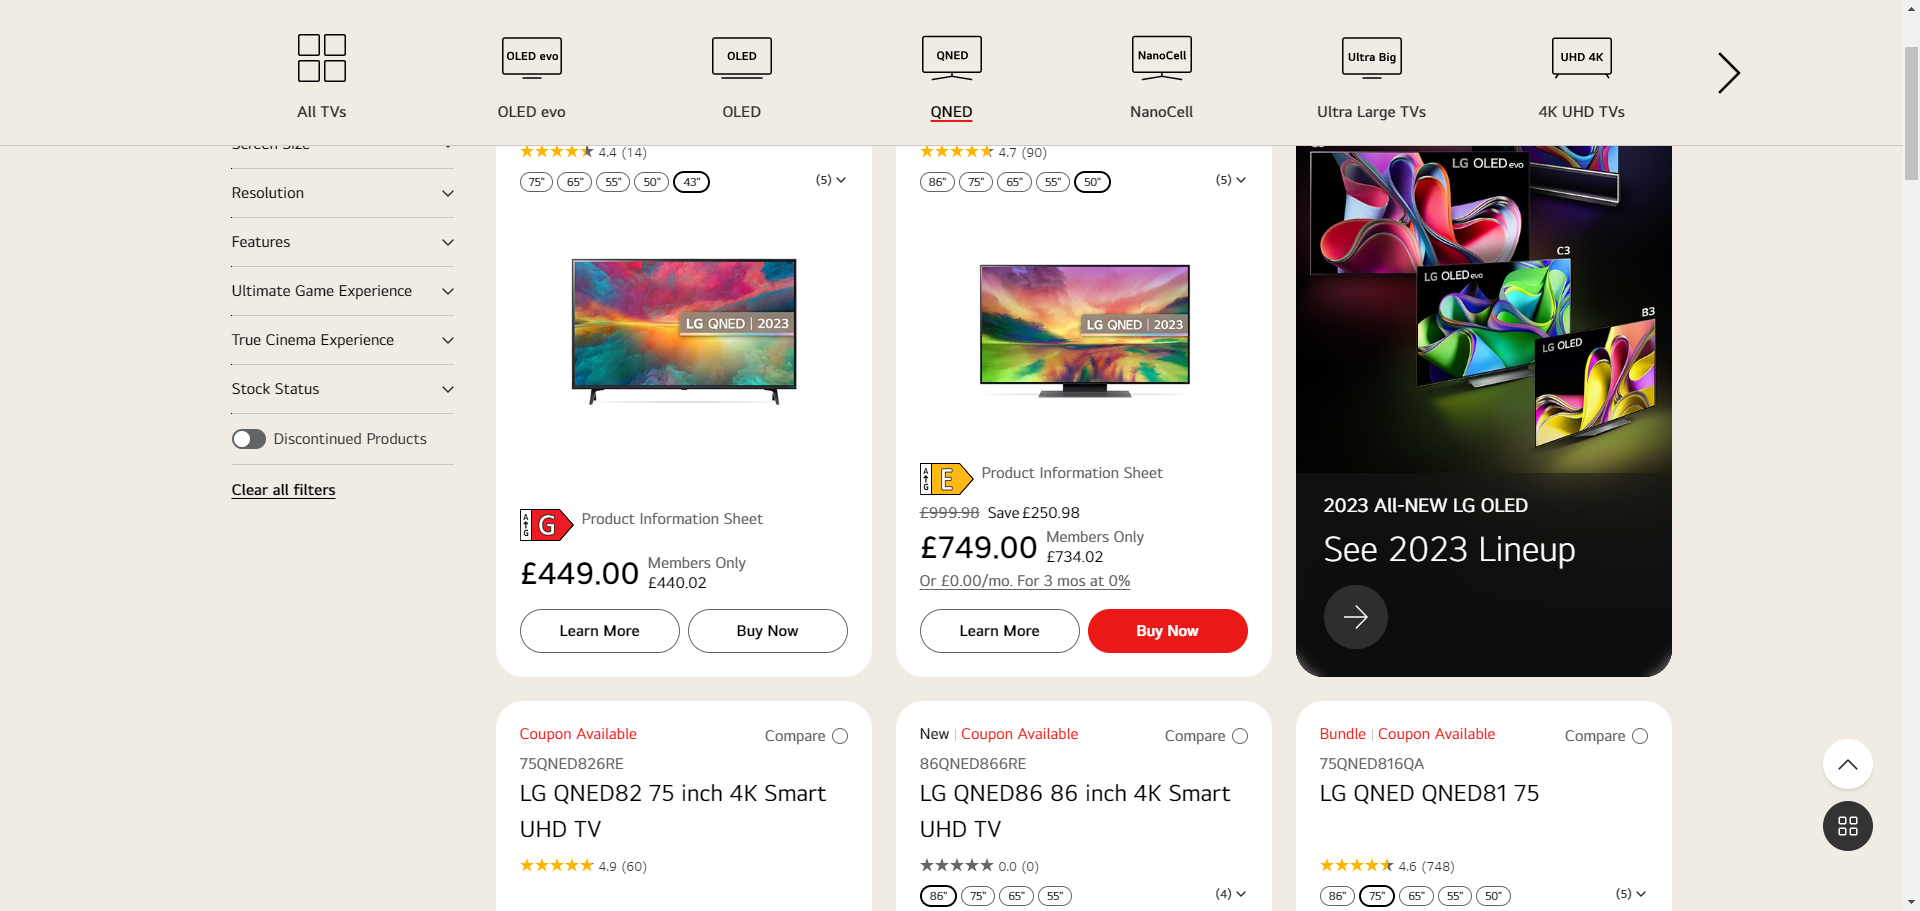 OLED evo
OLED
QNED
NanoCell
Ultra Big
UHD 4K
All TVs
OLED evo
OLED
QNED
NanoCell
Ultra Large TVs
4K UHD TVs
Screen Size
Resolution
Features
Ultimate Game Experience
True Cinema Experience
Stock Status
Discontinued Products
Clear all filters
4.4 (14)
75" 65" 55" 50" 43" (5)
LG QNED | 2023
A G G Product Information Sheet
£449.00 Members Only
£440.02
Learn More Buy Now
4.7 (90)
86" 75" 65" 55" 50" (5)
LG QNED | 2023
A G E Product Information Sheet
£999.98 Save £250.98
£749.00 Members Only
£734.02
Or £0.00/mo. For 3 mos at 0%
Learn More Buy Now
LG OLED evo
C3
LG OLED evo
B3
LG OLED
2023 All-NEW LG OLED
See 2023 Lineup
Coupon Available Compare
75QNED826RE
LG QNED82 75 inch 4K Smart
UHD TV
4.9 (60)
New | Coupon Available Compare
86QNED866RE
LG QNED86 86 inch 4K Smart
UHD TV
0.0 (0)
86" 75" 65" 55" (4)
Bundle | Coupon Available Compare
75QNED816QA
LG QNED QNED81 75
4.6 (748)
86" 75" 65" 55" 50" (5)